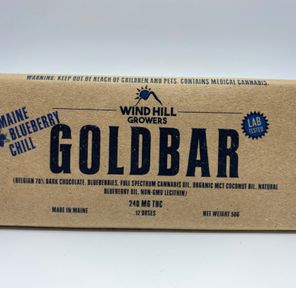 WARNING: KEEP OUT OF REACH OF CHILDREN AND PETS. CONTAINS MEDICAL CANNABIS.
WIND HILL
GROWERS
MAINE
BLUEBERRY
CHILL
LAB
TESTED
GOLDBAR
(BELGIAN 70% DARK CHOCOLATE, BLUEBERRIES, FULL SPECTRUM CANNABIS OIL, ORGANIC MCT COCONUT OIL, NATURAL
BLUEBERRY OIL, NON-GMO LECITHIN)
240 MG THC
MADE IN MAINE
12 DOSES
NET WEIGHT 50G